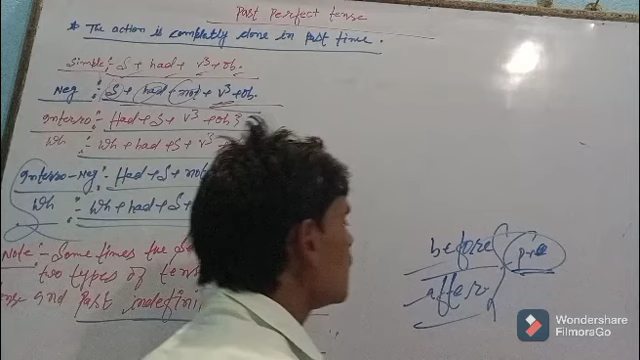 Past perfect tense
* The action is completly done in past time.
Simple:- S + had + v³ + ob.
Neg :- S + had + not + v³ + ob.
Interro:- Had + S + v³ + ob ?
Wh :- Wh + had + S + v³
Interro-Neg:- Had + S + not
Wh :- Wh + had + S +
Note:- Some times the
two types of
and past indefini
before
after
pre
Wondershare
FilmoraGo